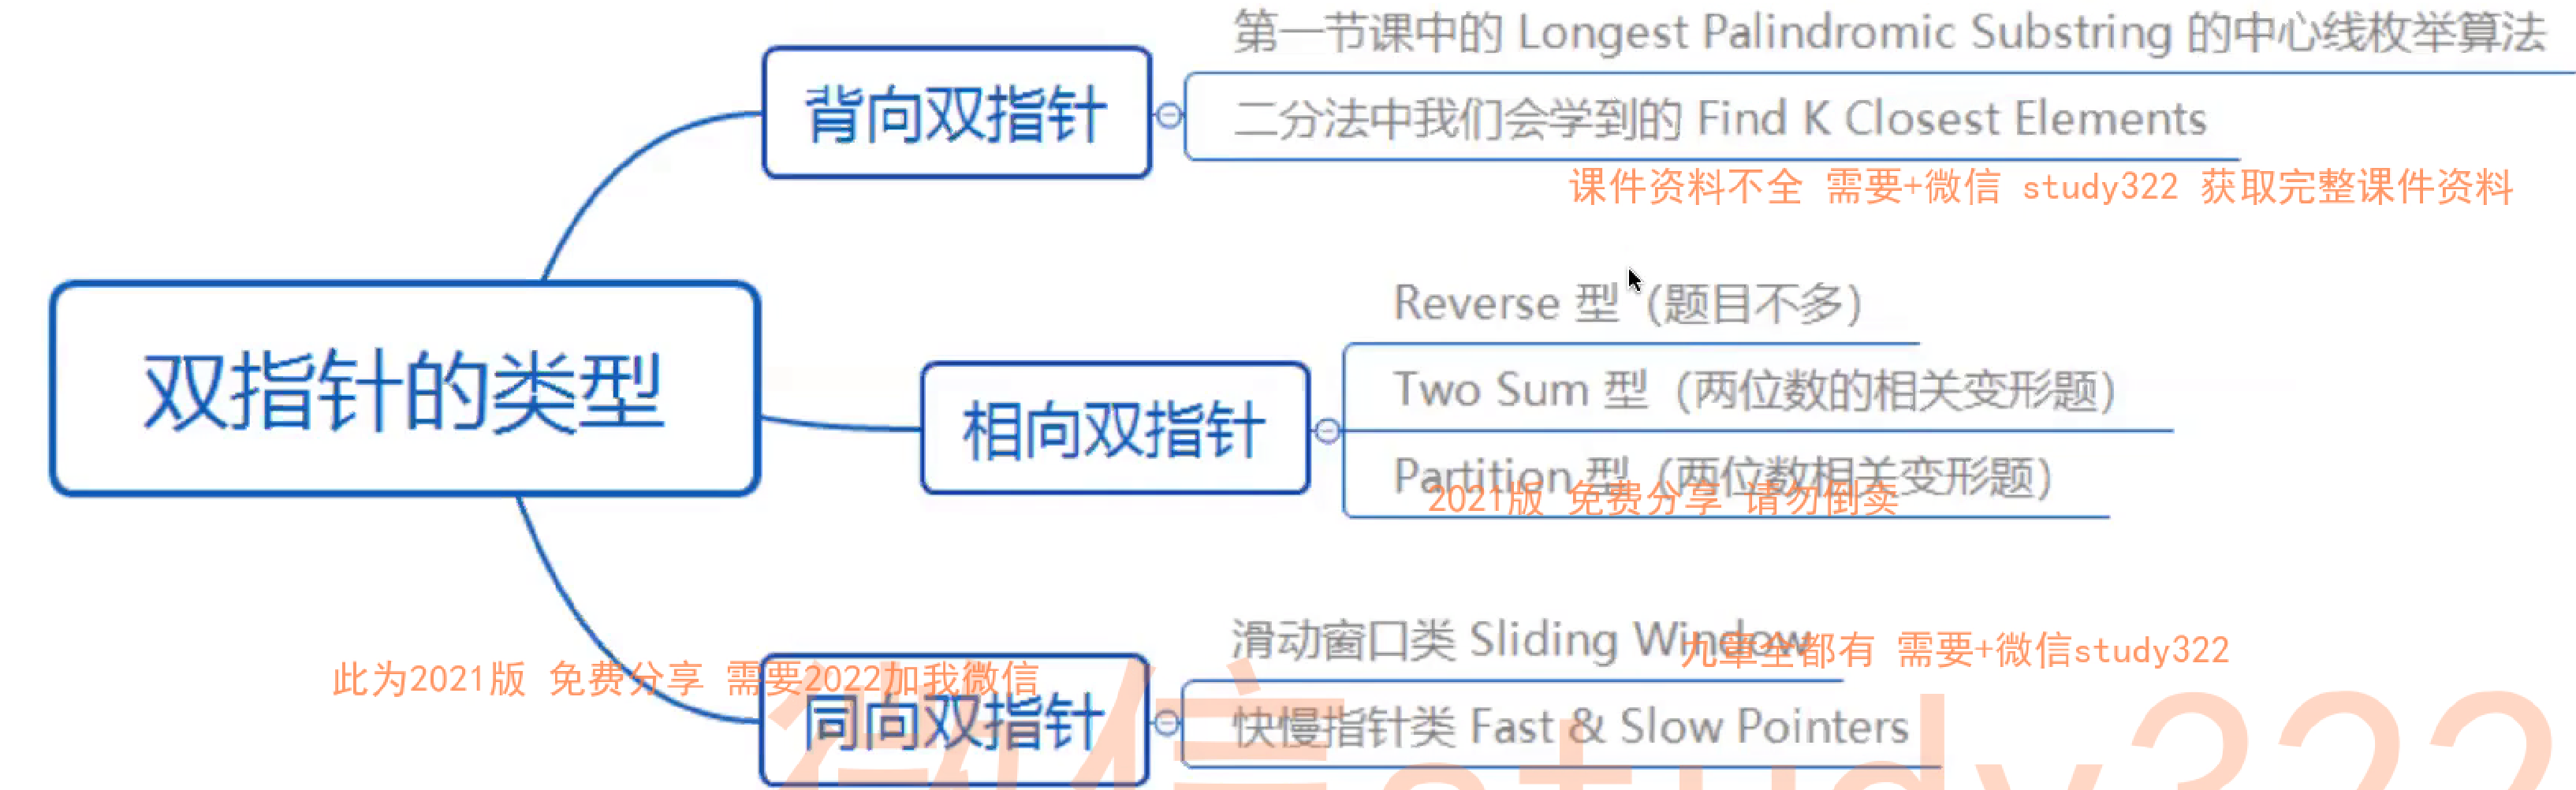 第一节课中的 Longest Palindromic Substring 的中心线枚举算法
背向双指针
二分法中我们会学到的 Find K Closest Elements
课件资料不全 需要+微信 study322 获取完整课件资料
Reverse 型（题目不多）
双指针的类型
Two Sum 型（两位数的相关变形题）
相向双指针
Partition 型（两位数相关变形题）
2021版 免费分享 请勿倒卖
滑动窗口类 Sliding Window
九章全都有 需要+微信study322
此为2021版 免费分享 需要2022加我微信
同向双指针
快慢指针类 Fast & Slow Pointers
微信study322